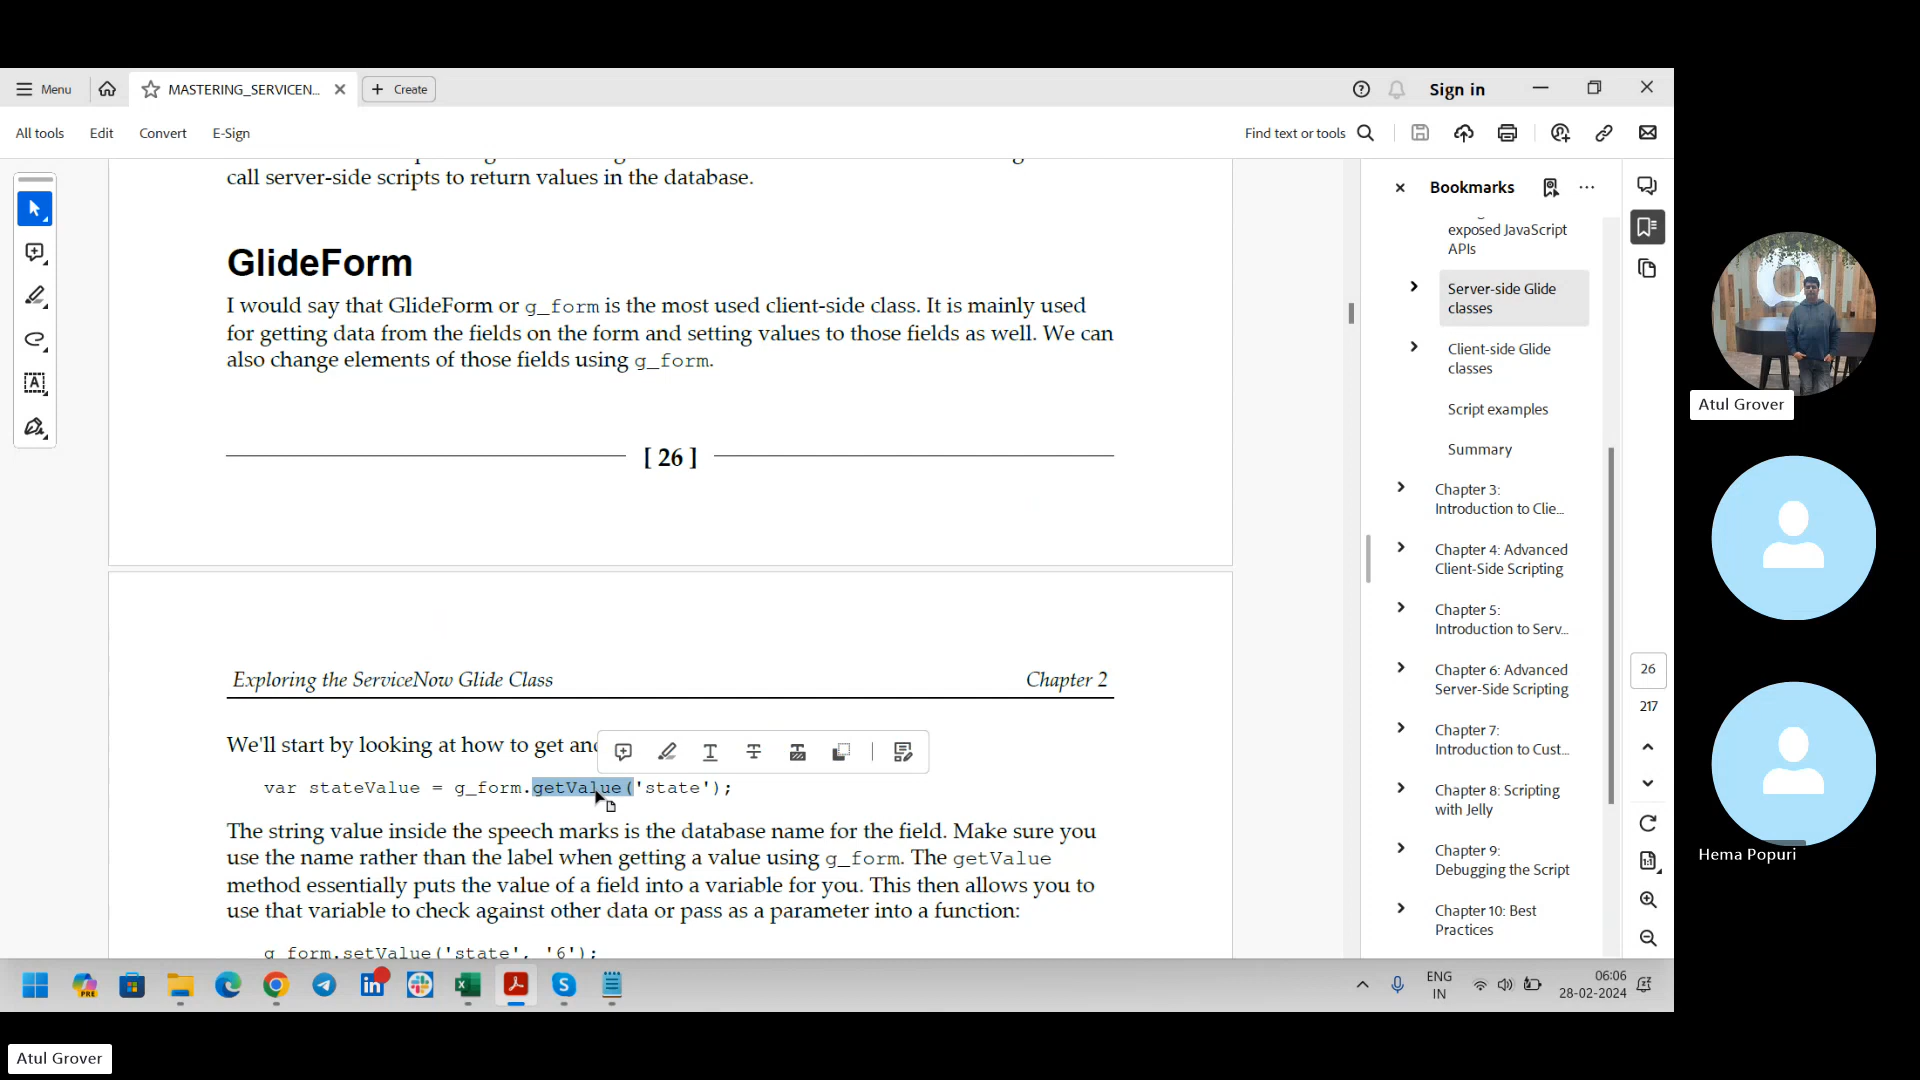 Menu
MASTERING_SERVICEN...
Create
Sign in
All tools
Edit
Convert
E-Sign
Find text or tools
call server-side scripts to return values in the database.
GlideForm
I would say that GlideForm or g_form is the most used client-side class. It is mainly used
for getting data from the fields on the form and setting values to those fields as well. We can
also change elements of those fields using g_form.
[ 26 ]
Exploring the ServiceNow Glide Class
Chapter 2
We'll start by looking at how to get and
var stateValue = g_form.getValue('state');
The string value inside the speech marks is the database name for the field. Make sure you
use the name rather than the label when getting a value using g_form. The getValue
method essentially puts the value of a field into a variable for you. This then allows you to
use that variable to check against other data or pass as a parameter into a function:
g_form.setValue('state', '6');
Bookmarks
exposed JavaScript
APIs
Server-side Glide
classes
Client-side Glide
classes
Script examples
Summary
Chapter 3:
Introduction to Clie...
Chapter 4: Advanced
Client-Side Scripting
Chapter 5:
Introduction to Serv...
Chapter 6: Advanced
Server-Side Scripting
Chapter 7:
Introduction to Cust...
Chapter 8: Scripting
with Jelly
Chapter 9:
Debugging the Script
Chapter 10: Best
Practices
26
217
PRE
ENG
IN
06:06
28-02-2024
Atul Grover
Hema Popuri
Atul Grover